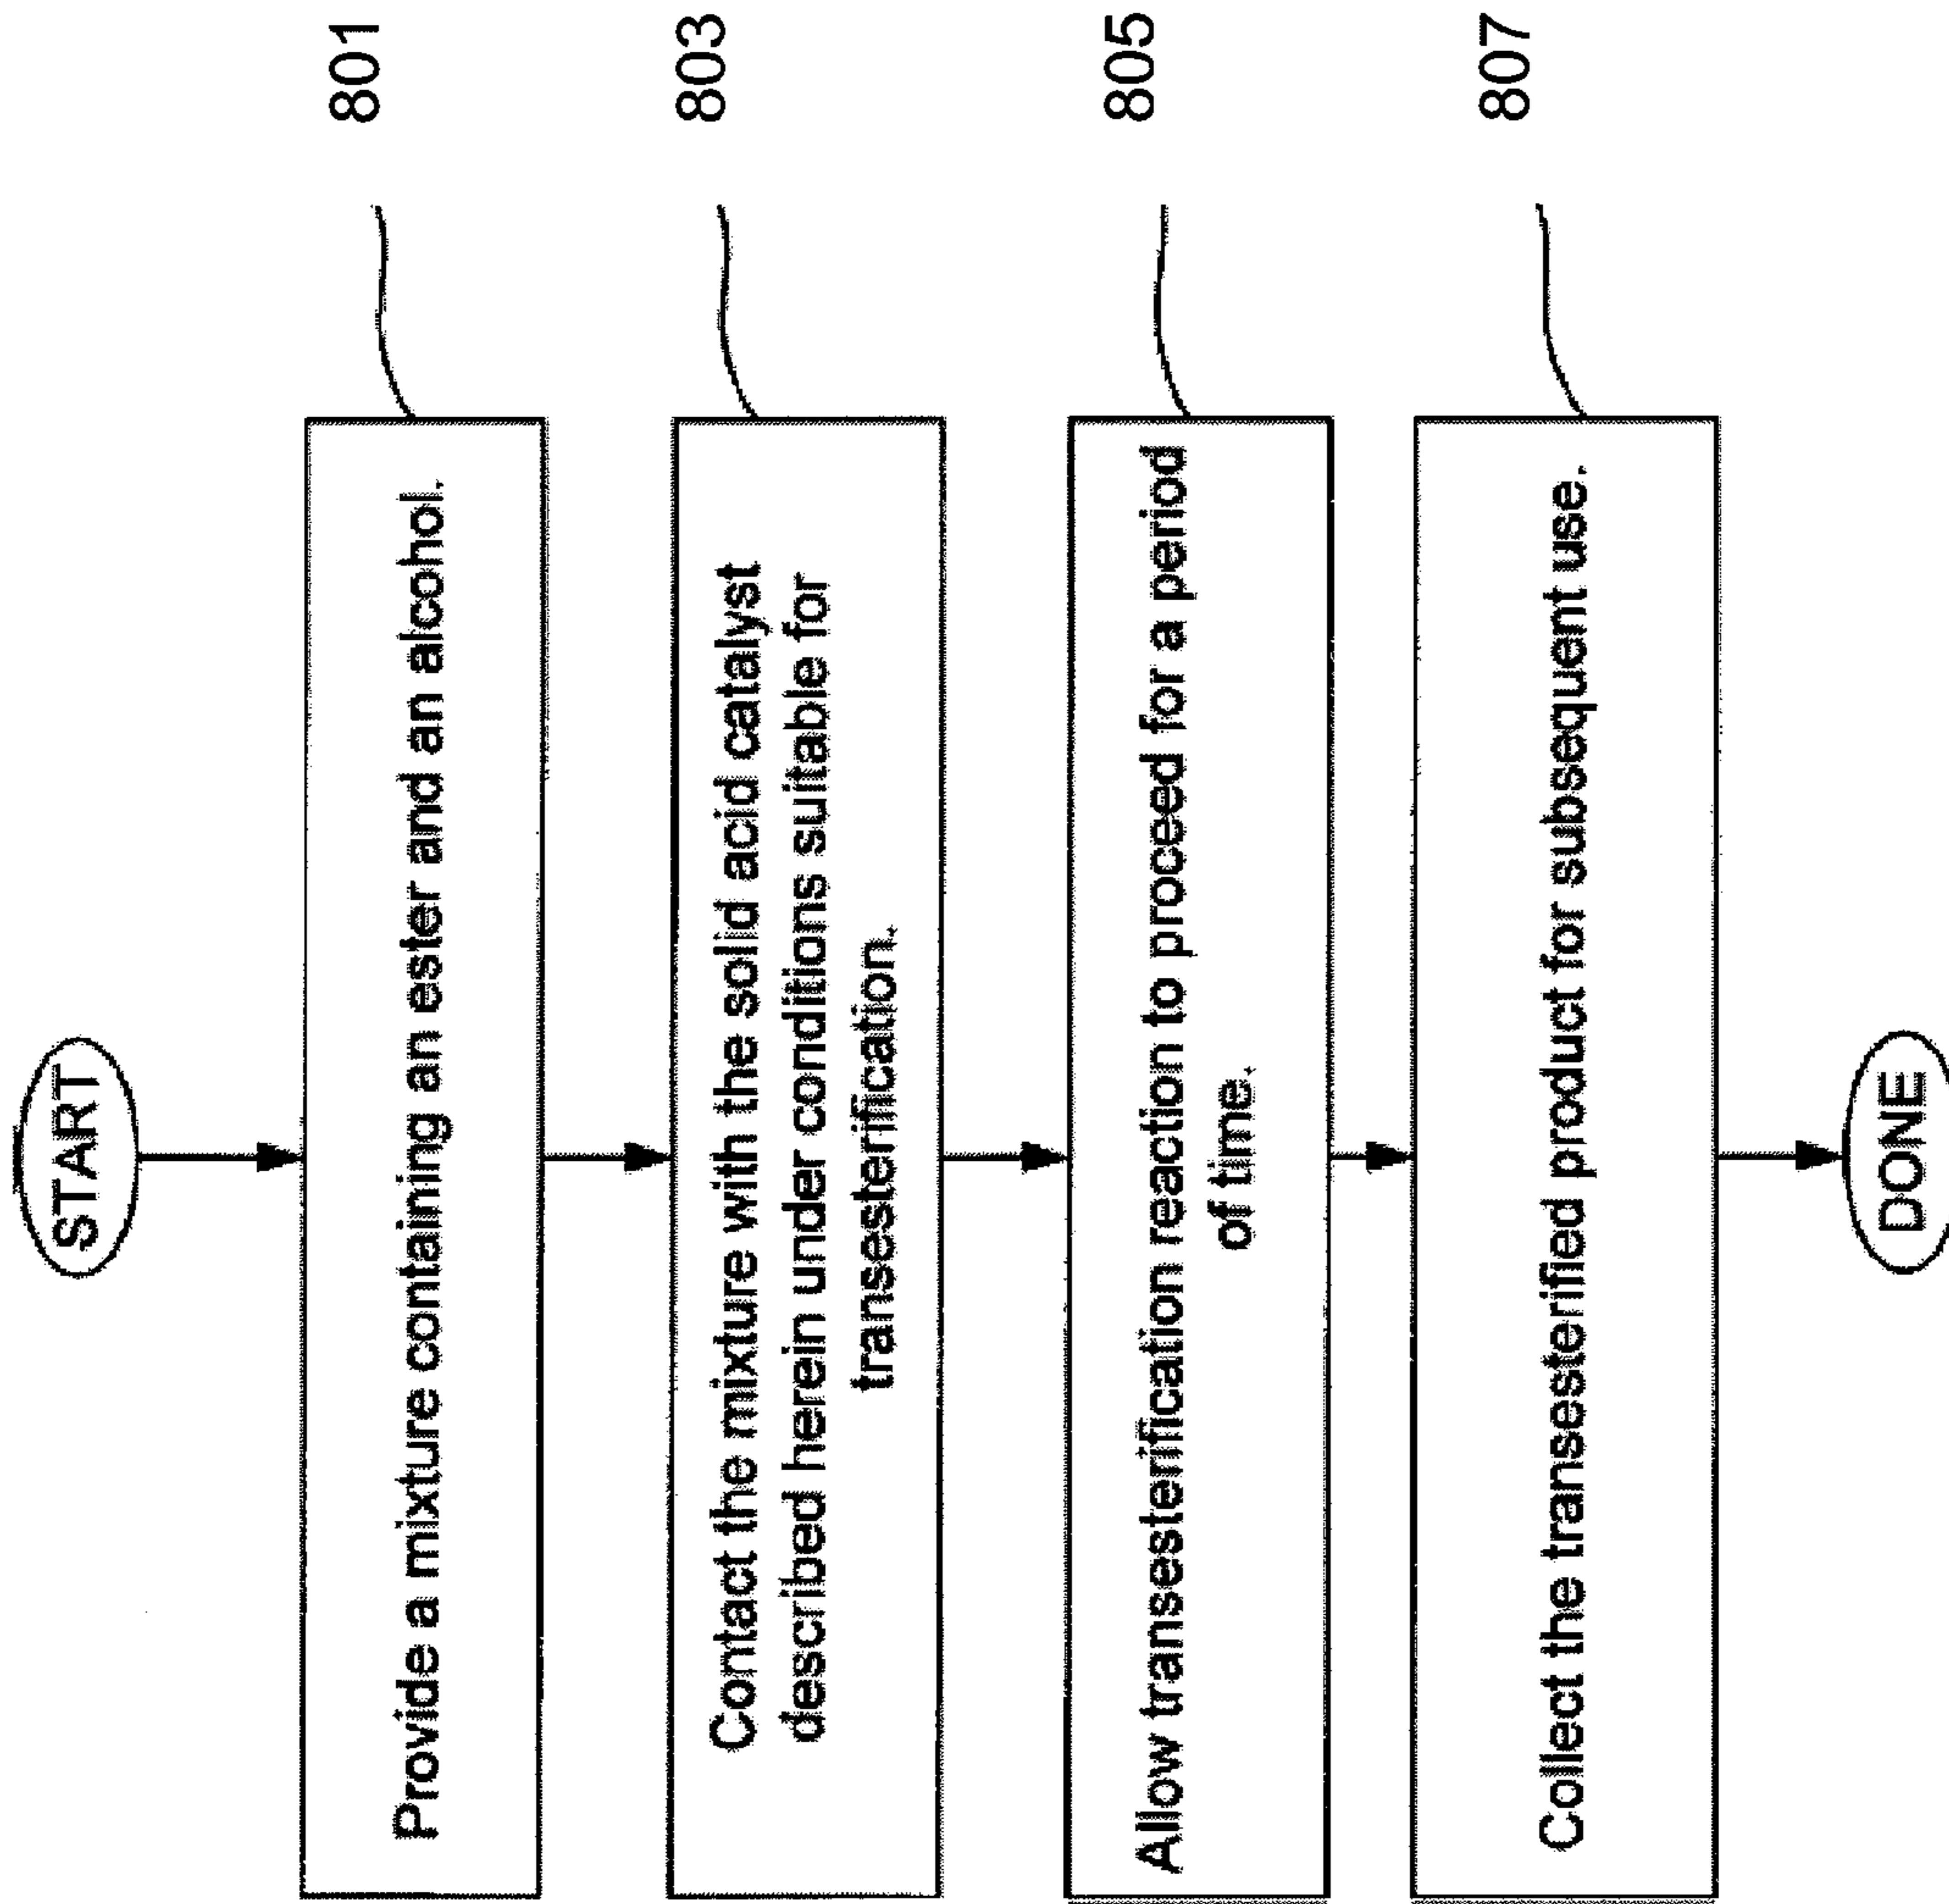 START
Provide a mixture containing an ester and an alcohol.
801
Contact the mixture with the solid acid catalyst
described herein under conditions suitable for
transesterification.
803
Allow transesterification reaction to proceed for a period
of time.
805
Collect the transesterified product for subsequent use.
807
DONE